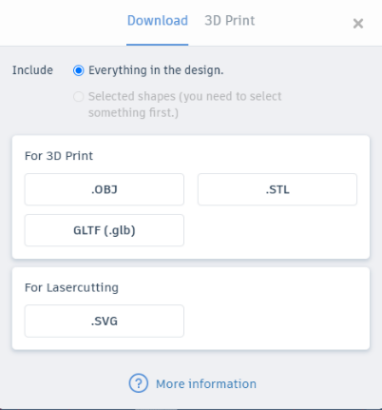 Download 3D Print ×
Include Everything in the design.
Selected shapes (you need to select
something first.)
For 3D Print
.OBJ .STL
GLTF (.glb)
For Lasercutting
.SVG
? More information